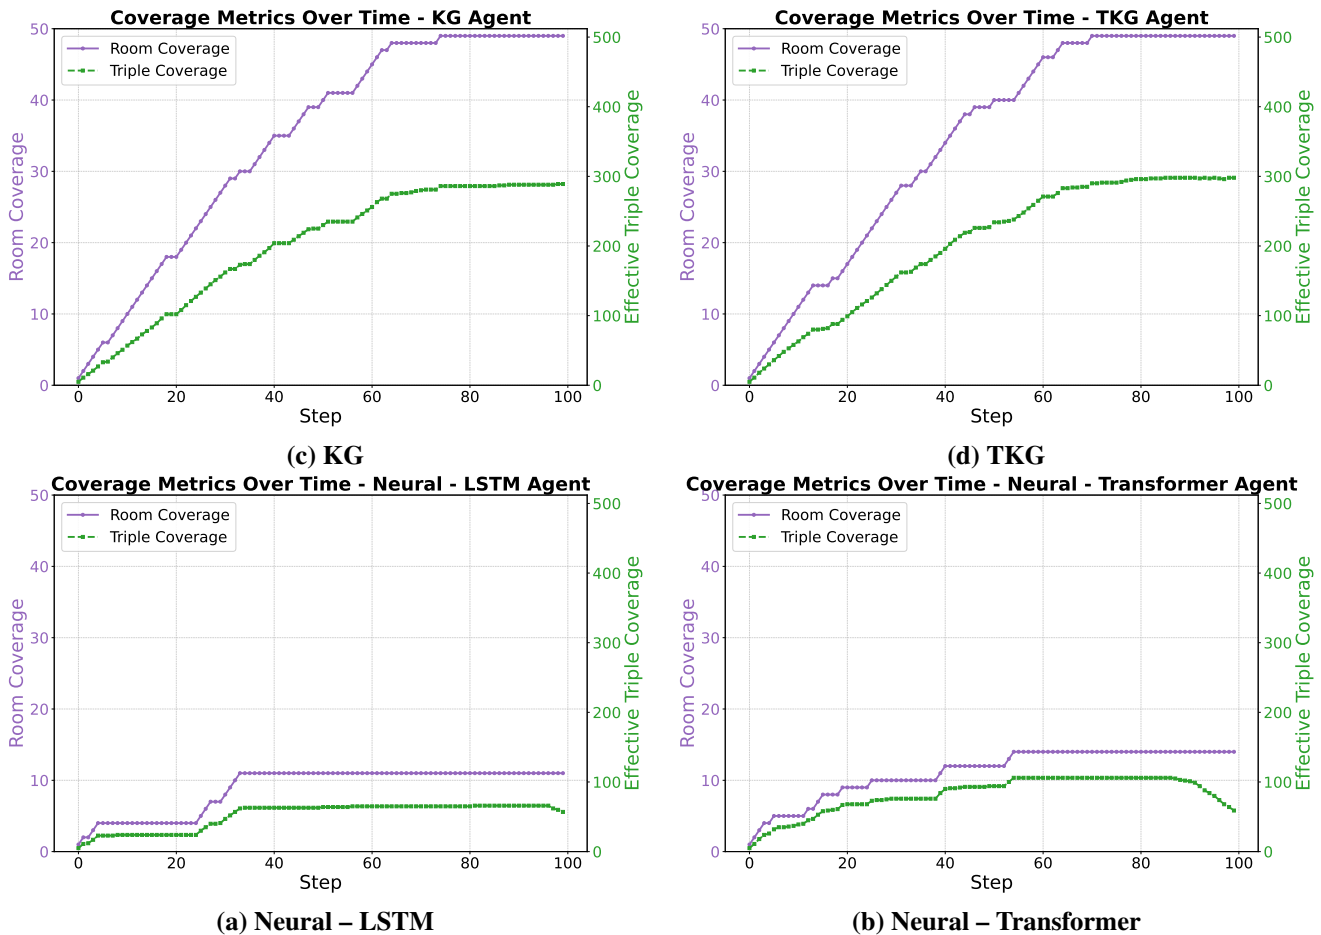 Coverage Metrics Over Time - KG Agent
Room Coverage
Triple Coverage
50
40
30
20
10
0
Room Coverage
500
400
300
200
100
0
Effective Triple Coverage
0 20 40 60 80 100
Step
(c) KG
Coverage Metrics Over Time - TKG Agent
Room Coverage
Triple Coverage
50
40
30
20
10
0
Room Coverage
500
400
300
200
100
0
Effective Triple Coverage
0 20 40 60 80 100
Step
(d) TKG
Coverage Metrics Over Time - Neural - LSTM Agent
Room Coverage
Triple Coverage
50
40
30
20
10
0
Room Coverage
500
400
300
200
100
0
Effective Triple Coverage
0 20 40 60 80 100
Step
(a) Neural – LSTM
Coverage Metrics Over Time - Neural - Transformer Agent
Room Coverage
Triple Coverage
50
40
30
20
10
0
Room Coverage
500
400
300
200
100
0
Effective Triple Coverage
0 20 40 60 80 100
Step
(b) Neural – Transformer